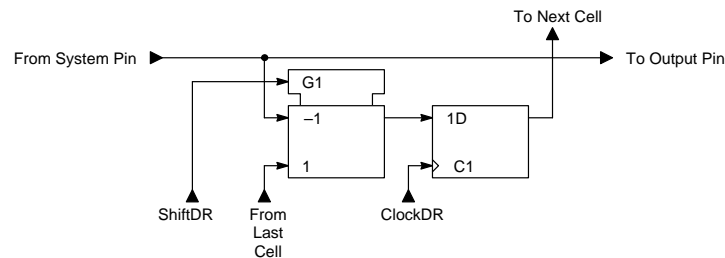 To Next Cell
From System Pin
To Output Pin
G1
–1
1D
1
C1
ShiftDR
From
Last
Cell
ClockDR